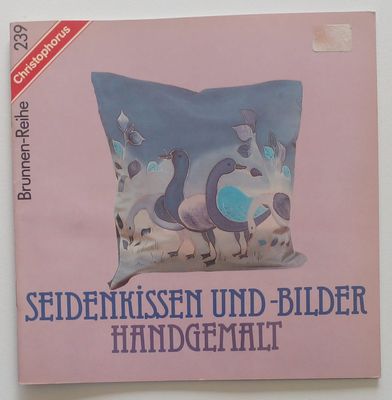 239
Christophorus
Brunnen-Reihe
SEIDENKISSEN UND -BILDER
HANDGEMALT